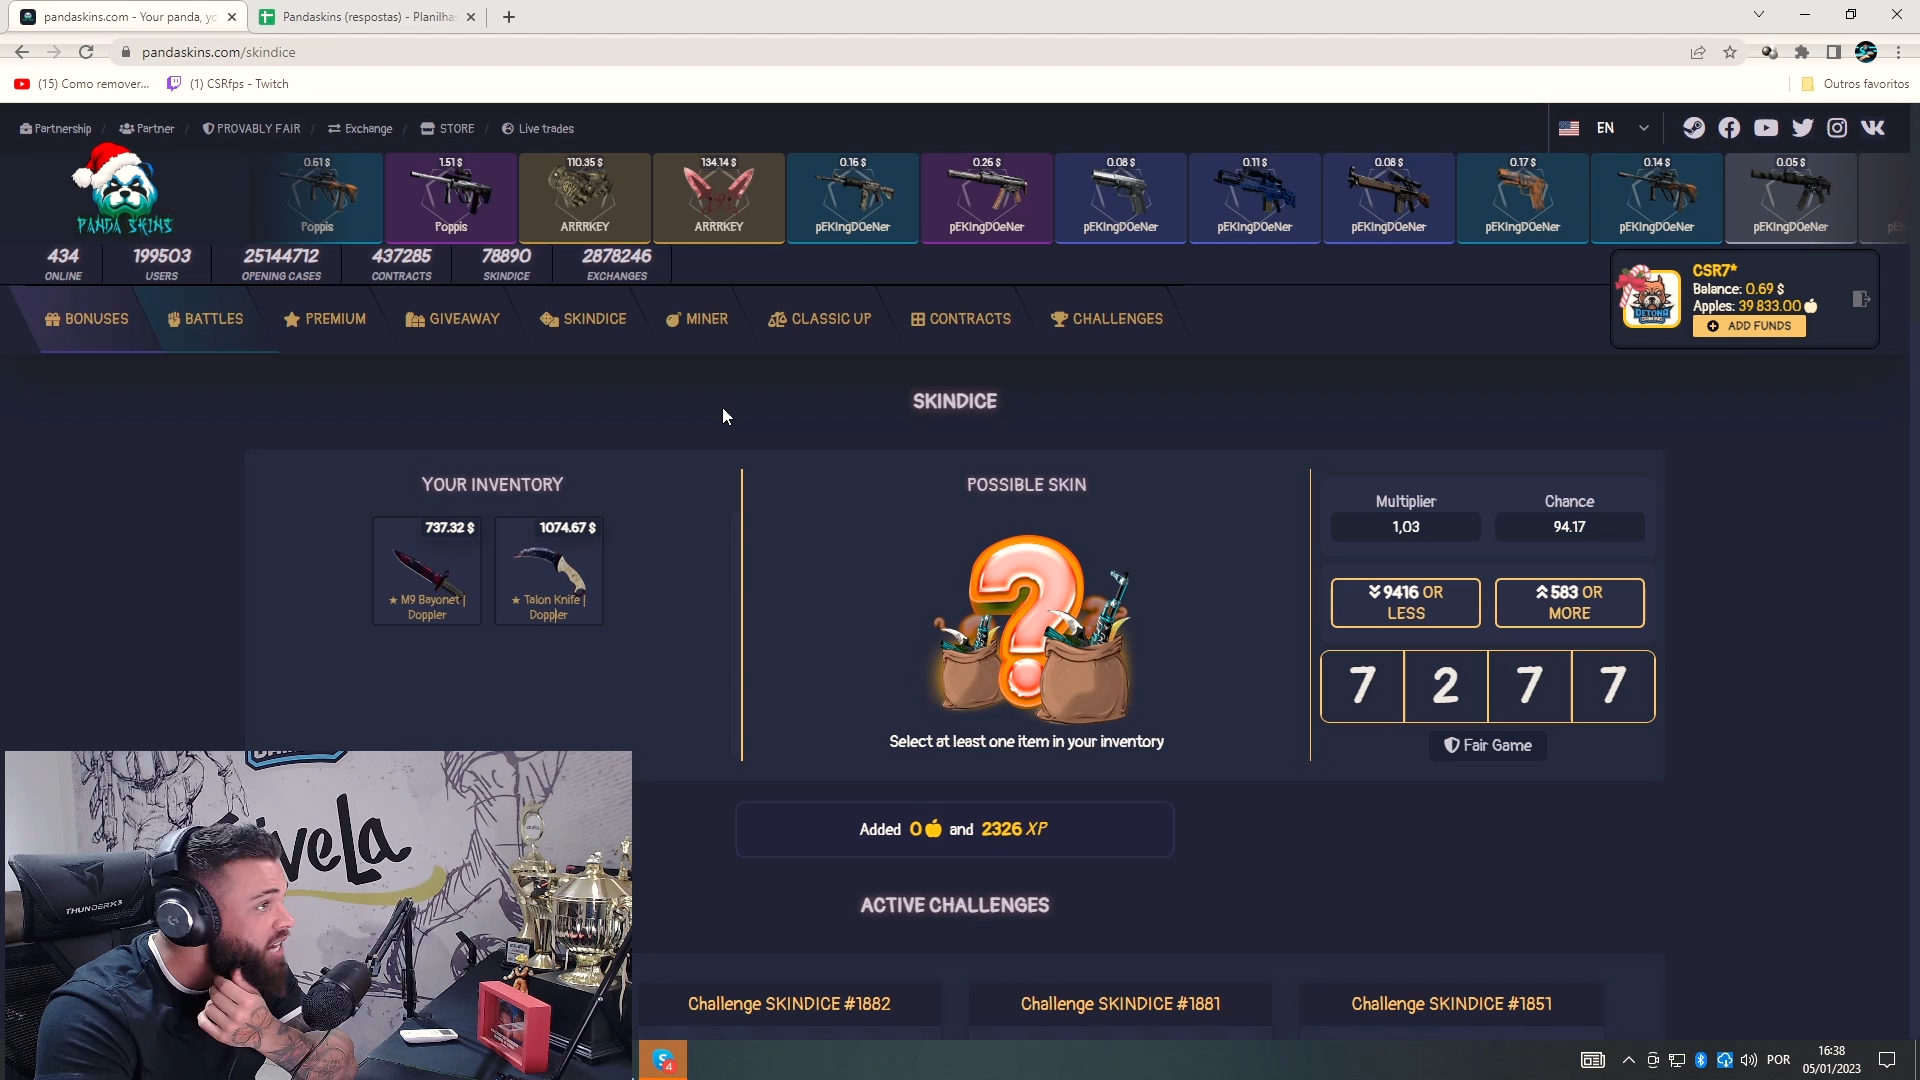 pandaskins.com - Your panda, yo
Pandaskins (respostas) - Planilhas
pandaskins.com/skindice
(15) Como remover...
(1) CSRfps - Twitch
Outros favoritos
Partnership / Partner / PROVABLY FAIR / Exchange / STORE / Live trades
EN
PANDA SKINS
0.61 $
1.51 $
110.35 $
134.14 $
0.16 $
0.26 $
0.08 $
0.11 $
0.08 $
0.17 $
0.14 $
0.05 $
Poppis
Poppis
ARRRKEY
ARRRKEY
pEKIngDOeNer
pEKIngDOeNer
pEKIngDOeNer
pEKIngDOeNer
pEKIngDOeNer
pEKIngDOeNer
pEKIngDOeNer
pEKIngDOeNer
434
ONLINE
199503
USERS
25144712
OPENING CASES
437285
CONTRACTS
78890
SKINDICE
2878246
EXCHANGES
DETONA
CSR7*
Balance: 0.69 $
Apples: 39 833.00
ADD FUNDS
BONUSES
BATTLES
PREMIUM
GIVEAWAY
SKINDICE
MINER
CLASSIC UP
CONTRACTS
CHALLENGES
SKINDICE
YOUR INVENTORY
737.32 $
★ M9 Bayonet |
Doppler
1074.67 $
★ Talon Knife |
Doppler
POSSIBLE SKIN
Select at least one item in your inventory
Multiplier
1,03
Chance
94.17
9416 OR
LESS
583 OR
MORE
7 2 7 7
Fair Game
Added 0 and 2326 XP
ACTIVE CHALLENGES
Challenge SKINDICE #1882
Challenge SKINDICE #1881
Challenge SKINDICE #1851
THUNDERX3
4
POR
16:38
05/01/2023